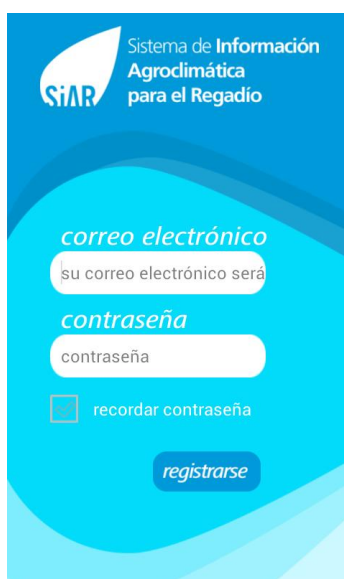 SiAR
Sistema de Información
Agroclimática
para el Regadío
correo electrónico
su correo electrónico será
contraseña
contraseña
recordar contraseña
registrarse